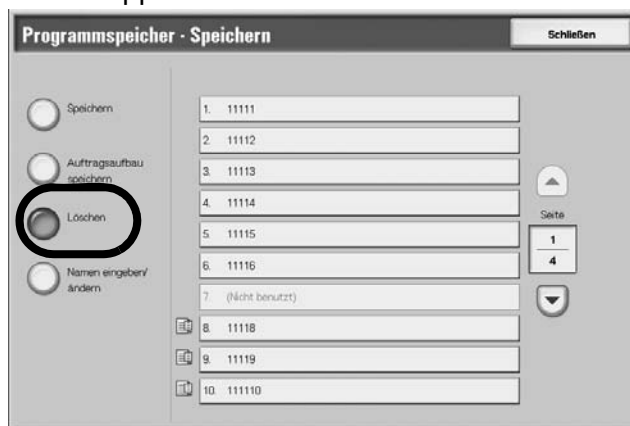 Programmspeicher - Speichern
Schließen
Speichern
Auftragsaufbau
speichern
Löschen
Namen eingeben/
ändern
1. 11111
2. 11112
3. 11113
4. 11114
5. 11115
6. 11116
7. (Nicht benutzt)
8. 11118
9. 11119
10. 111110
Seite
1
4